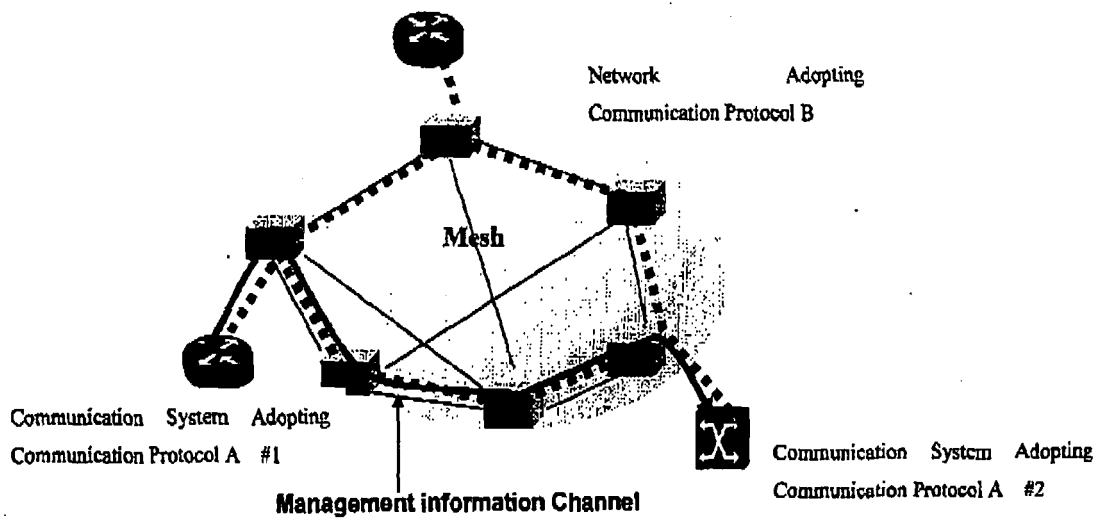 Network Adopting
Communication Protocol B
Mesh
Communication System Adopting
Communication Protocol A #1
Communication System Adopting
Communication Protocol A #2
Management information Channel